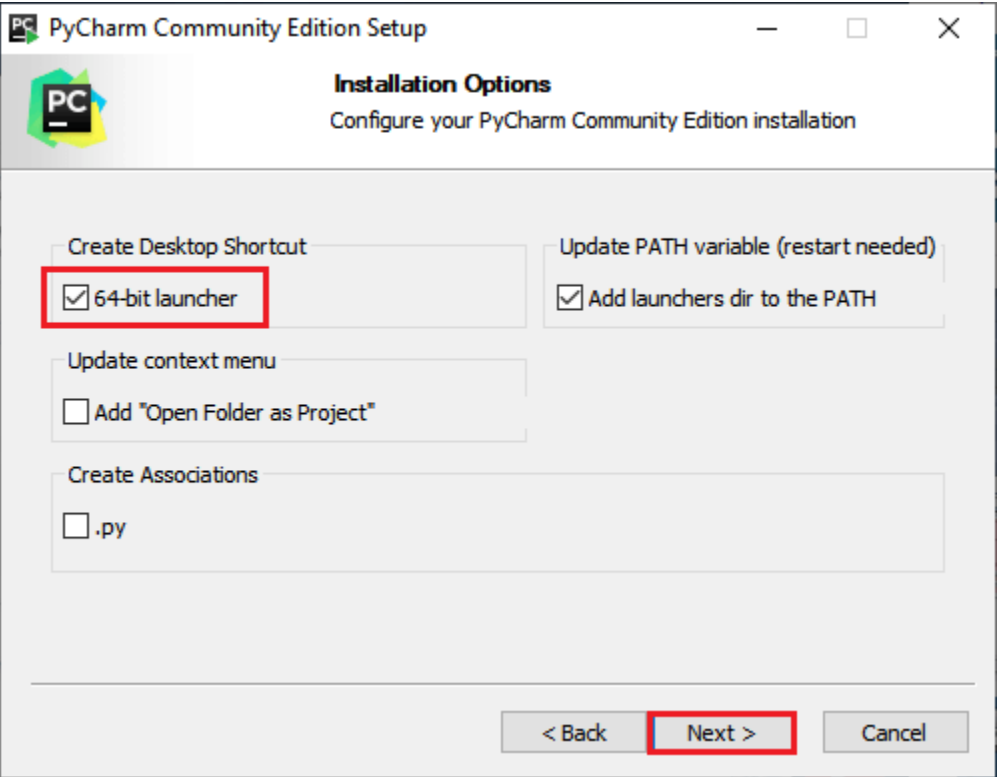 PyCharm Community Edition Setup
PC
Installation Options
Configure your PyCharm Community Edition installation
Create Desktop Shortcut
64-bit launcher
Update PATH variable (restart needed)
Add launchers dir to the PATH
Update context menu
Add "Open Folder as Project"
Create Associations
.py
< Back
Next >
Cancel